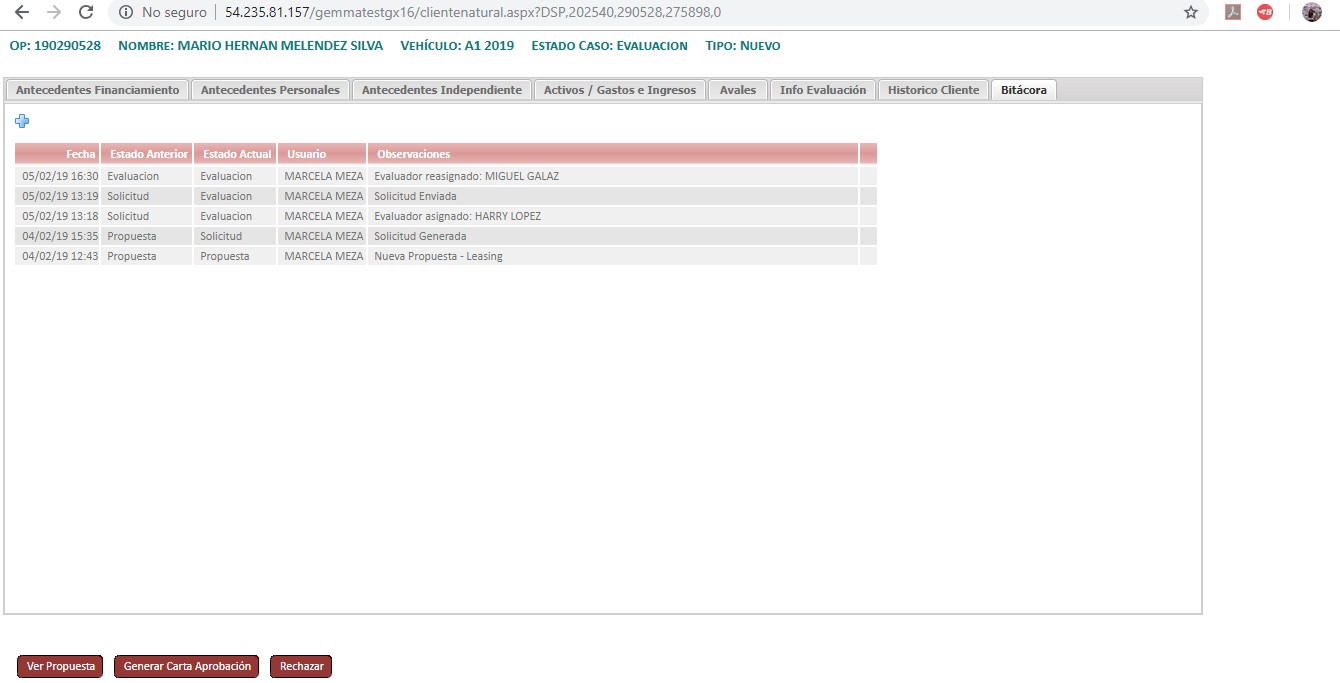 No seguro | 54.235.81.157/gemmatestgx16/clientenatural.aspx?DSP,202540,290528,275898,0
OP: 190290528 NOMBRE: MARIO HERNAN MELENDEZ SILVA VEHÍCULO: A1 2019 ESTADO CASO: EVALUACION TIPO: NUEVO
Antecedentes Financiamiento Antecedentes Personales Antecedentes Independiente Activos / Gastos e Ingresos Avales Info Evaluación Historico Cliente Bitácora
Fecha Estado Anterior Estado Actual Usuario Observaciones
05/02/19 16:30 Evaluacion Evaluacion MARCELA MEZA Evaluador reasignado: MIGUEL GALAZ
05/02/19 13:19 Solicitud Evaluacion MARCELA MEZA Solicitud Enviada
05/02/19 13:18 Solicitud Evaluacion MARCELA MEZA Evaluador asignado: HARRY LOPEZ
04/02/19 15:35 Propuesta Solicitud MARCELA MEZA Solicitud Generada
04/02/19 12:43 Propuesta Propuesta MARCELA MEZA Nueva Propuesta - Leasing
Ver Propuesta Generar Carta Aprobación Rechazar